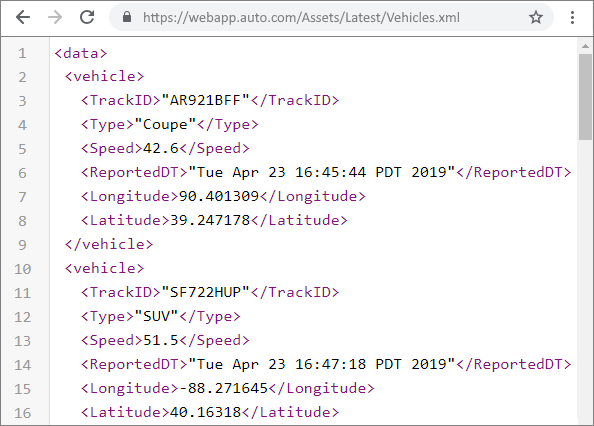 https://webapp.auto.com/Assets/Latest/Vehicles.xml
1 <data>
2 <vehicle>
3 <TrackID>"AR921BFF"</TrackID>
4 <Type>"Coupe"</Type>
5 <Speed>42.6</Speed>
6 <ReportedDT>"Tue Apr 23 16:45:44 PDT 2019"</ReportedDT>
7 <Longitude>90.401309</Longitude>
8 <Latitude>39.247178</Latitude>
9 </vehicle>
10 <vehicle>
11 <TrackID>"SF722HUP"</TrackID>
12 <Type>"SUV"</Type>
13 <Speed>51.5</Speed>
14 <ReportedDT>"Tue Apr 23 16:47:18 PDT 2019"</ReportedDT>
15 <Longitude>-88.271645</Longitude>
16 <Latitude>40.16318</Latitude>